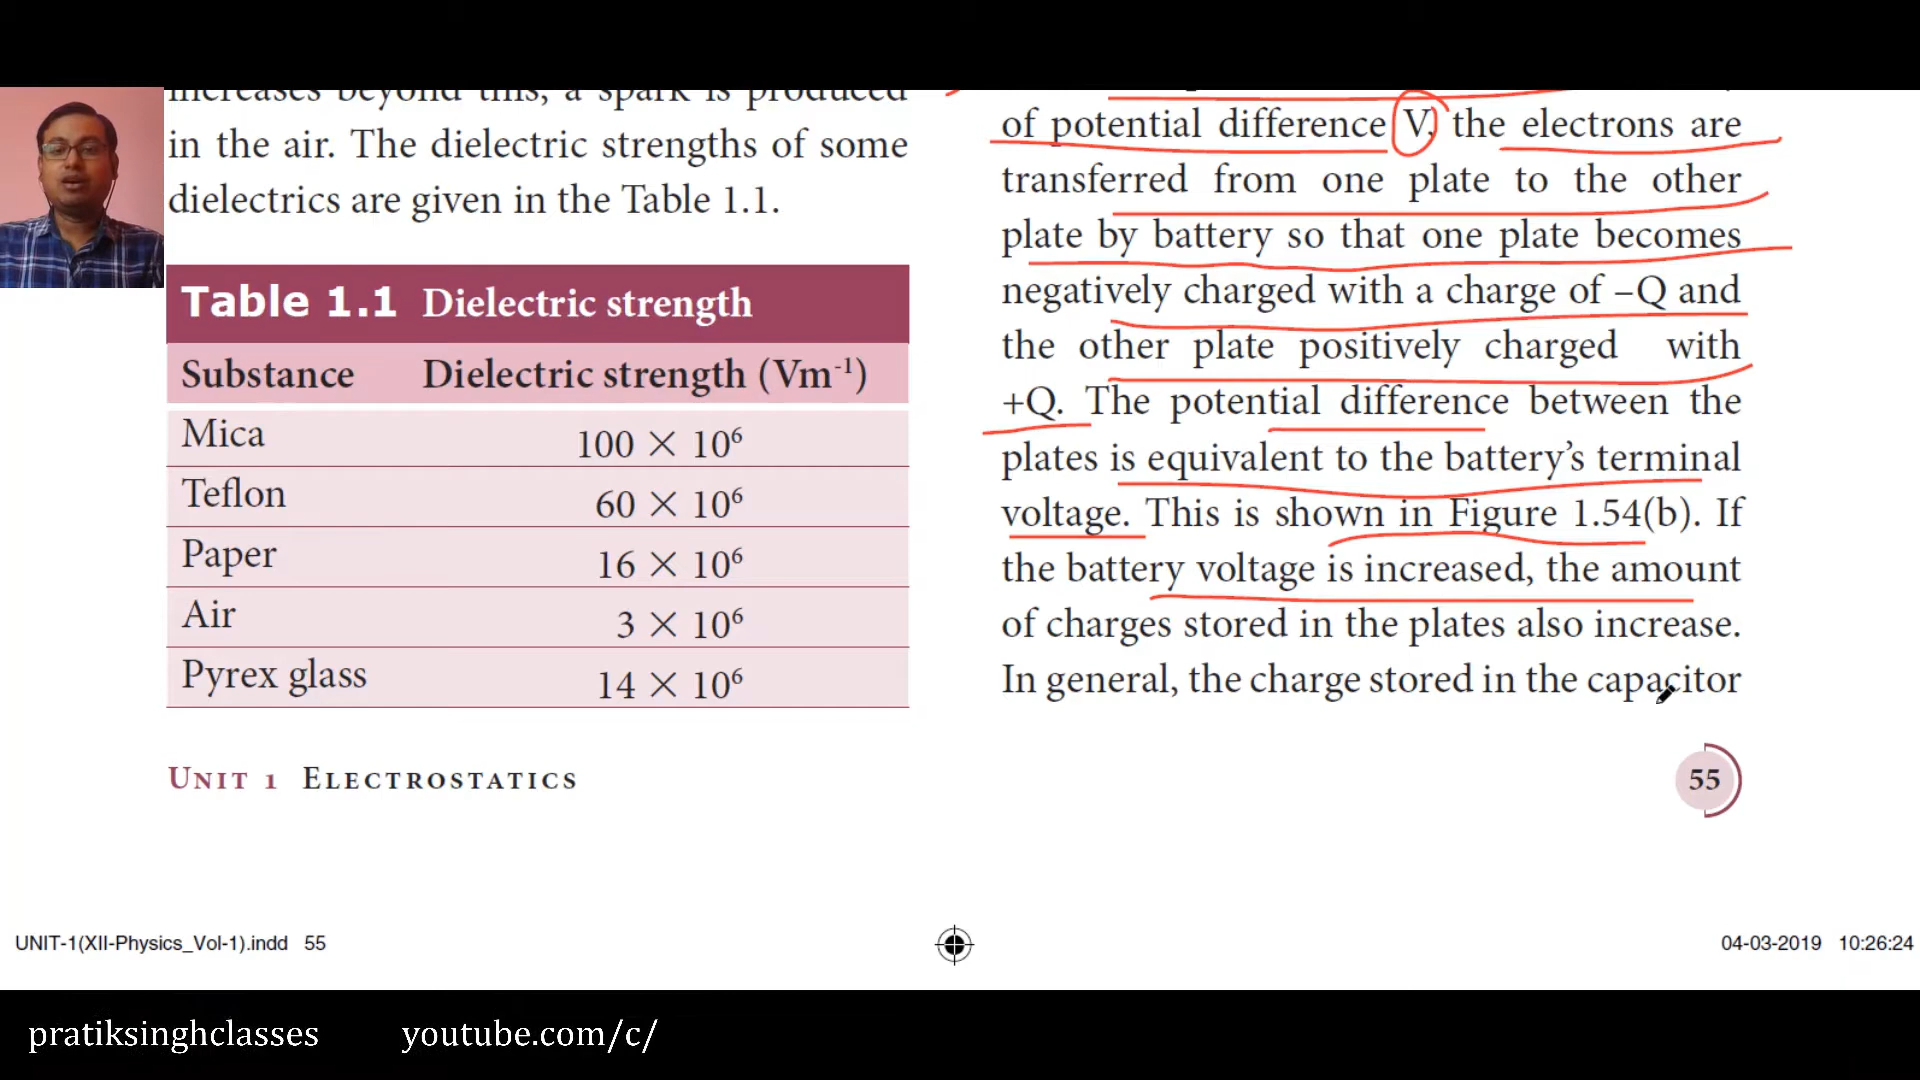 increases beyond this, a spark is produced
in the air. The dielectric strengths of some
dielectrics are given in the Table 1.1.
Table 1.1 Dielectric strength
Substance Dielectric strength (Vm⁻¹)
Mica 100 × 10⁶
Teflon 60 × 10⁶
Paper 16 × 10⁶
Air 3 × 10⁶
Pyrex glass 14 × 10⁶
of potential difference V, the electrons are
transferred from one plate to the other
plate by battery so that one plate becomes
negatively charged with a charge of –Q and
the other plate positively charged with
+Q. The potential difference between the
plates is equivalent to the battery’s terminal
voltage. This is shown in Figure 1.54(b). If
the battery voltage is increased, the amount
of charges stored in the plates also increase.
In general, the charge stored in the capacitor
UNIT 1 ELECTROSTATICS
55
UNIT-1(XII-Physics_Vol-1).indd 55
04-03-2019 10:26:24
pratiksinghclasses youtube.com/c/